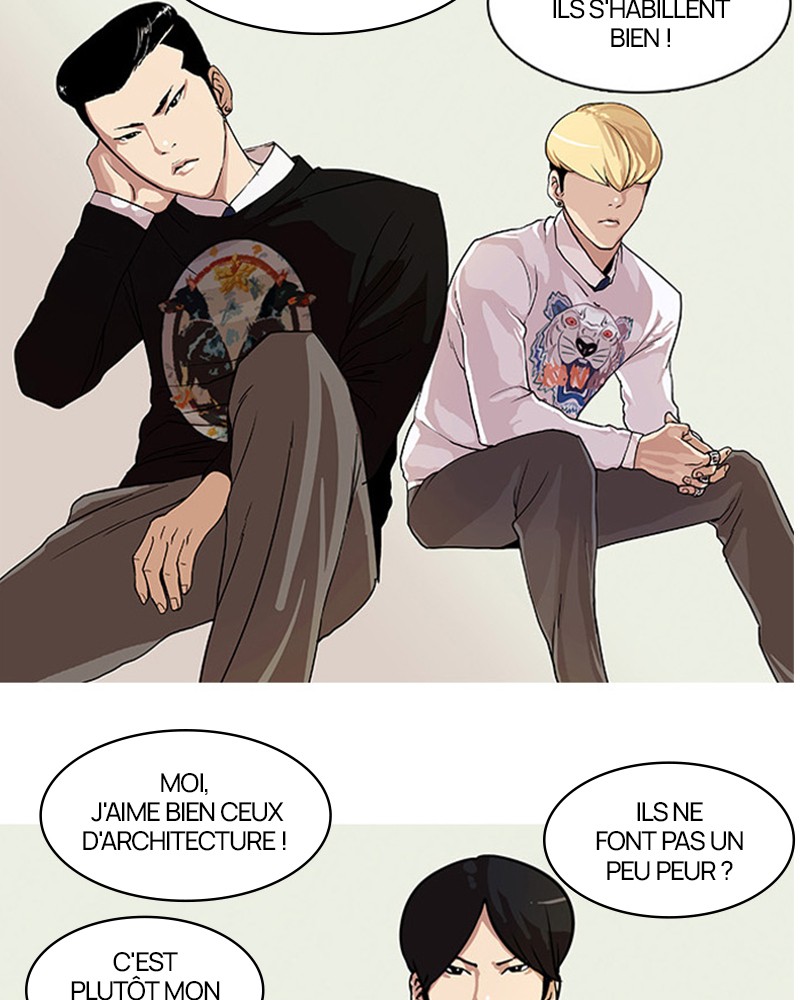 ILS S'HABILLENT
BIEN !
MOI,
J'AIME BIEN CEUX
D'ARCHITECTURE !
ILS NE
FONT PAS UN
PEU PEUR ?
C'EST
PLUTÔT MON